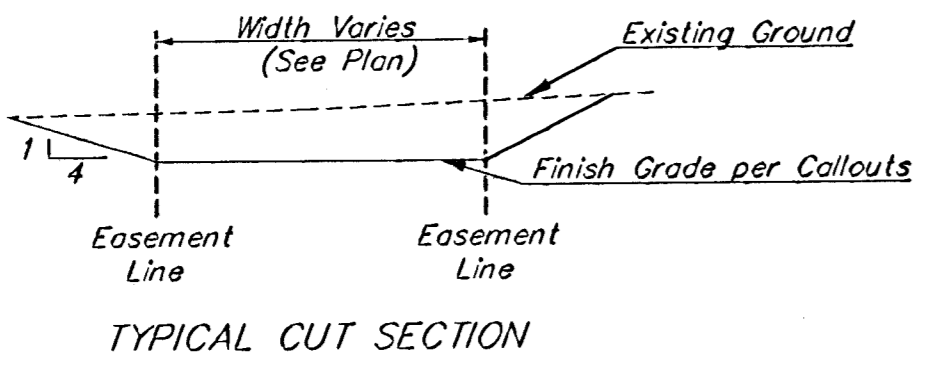 Width Varies
(See Plan)
Existing Ground
1
4
Finish Grade per Callouts
Easement
Line
Easement
Line
TYPICAL CUT SECTION